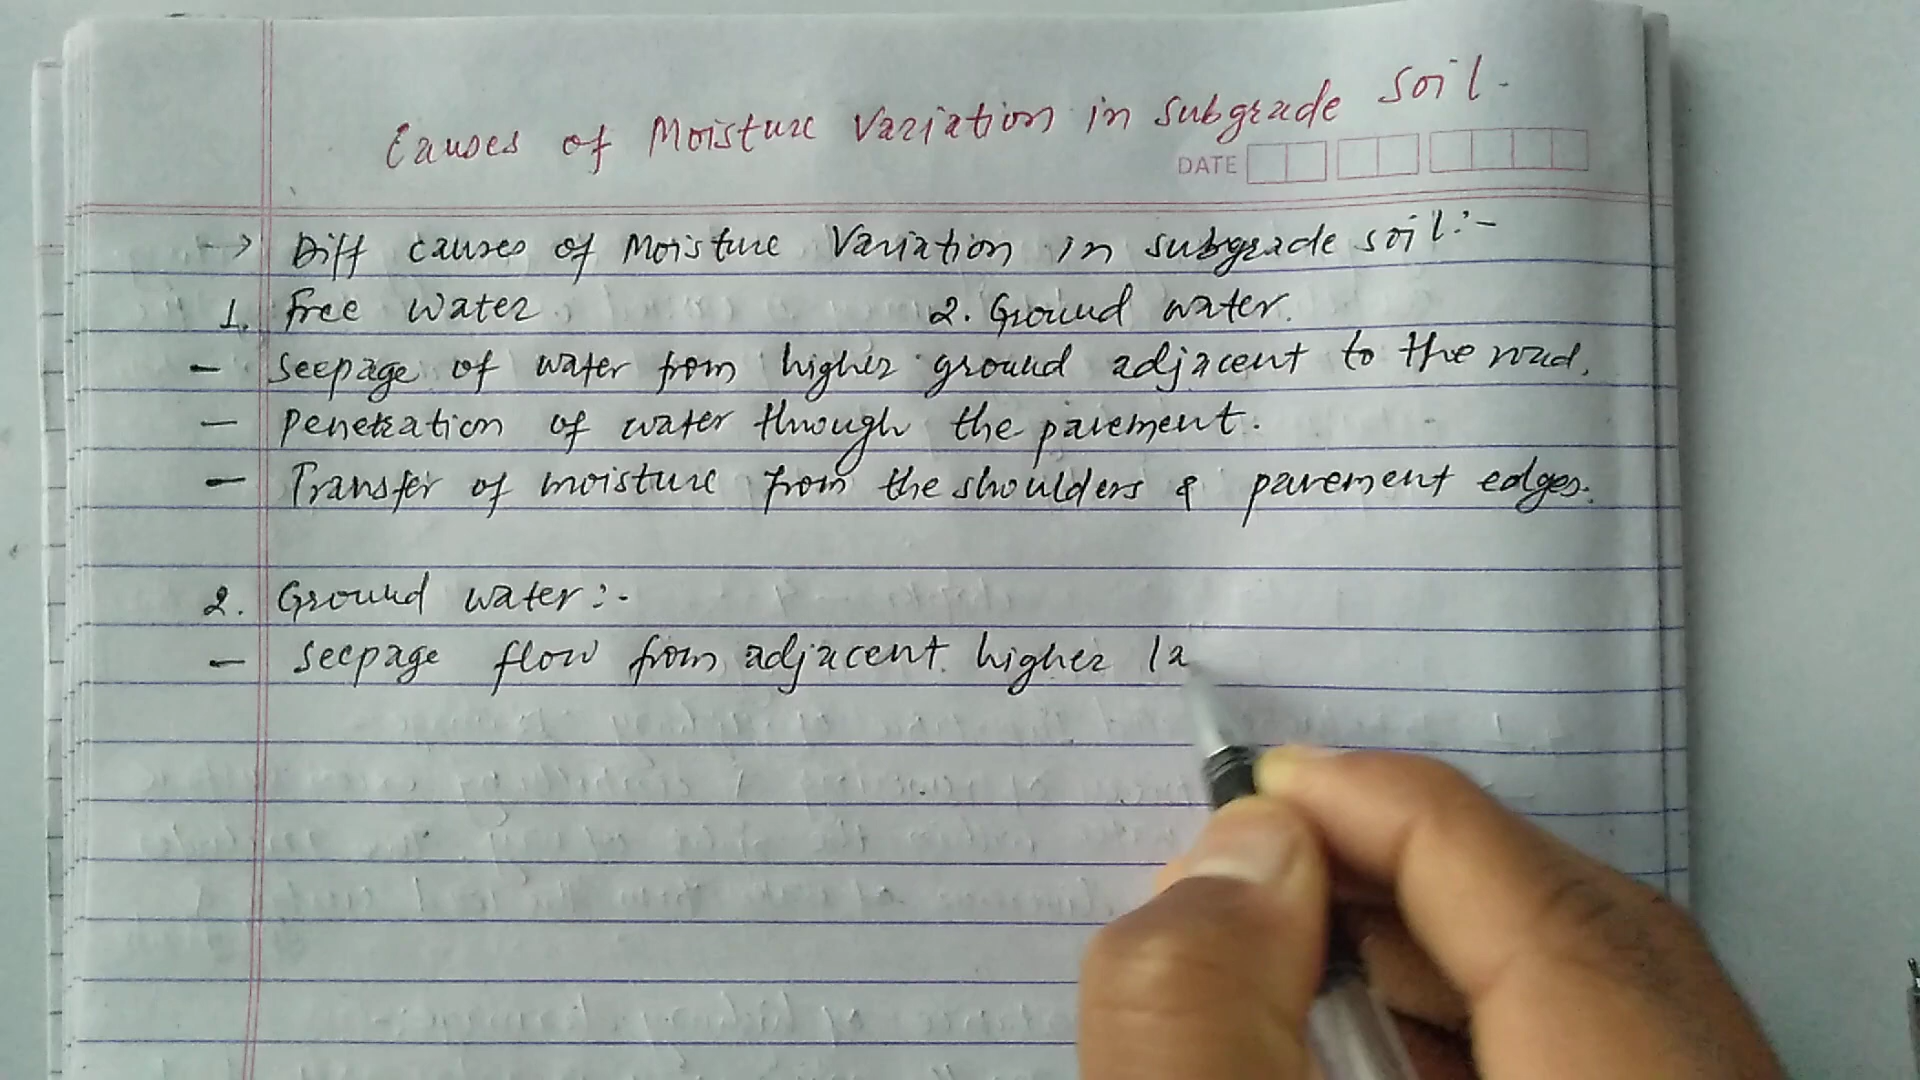 Causes of Moisture Variation in subgrade soil.
DATE
→ Diff causes of Moisture Variation in subgrade soil:-
1. Free water 2. Ground water.
- Seepage of water from higher ground adjacent to the road.
- Penetration of water through the pavement.
- Transfer of moisture from the shoulders & pavement edges.
2. Ground water:-
- Seepage flow from adjacent higher la